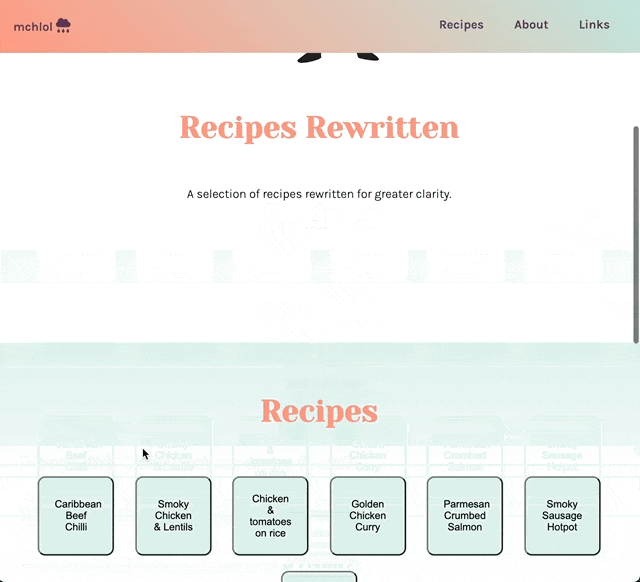 mchlol
Recipes About Links
Recipes Rewritten
A selection of recipes rewritten for greater clarity.
Recipes
Caribbean
Beef
Chilli
Smoky
Chicken
& Lentils
Chicken
&
tomatoes
on rice
Golden
Chicken
Curry
Parmesan
Crumbed
Salmon
Smoky
Sausage
Hotpot